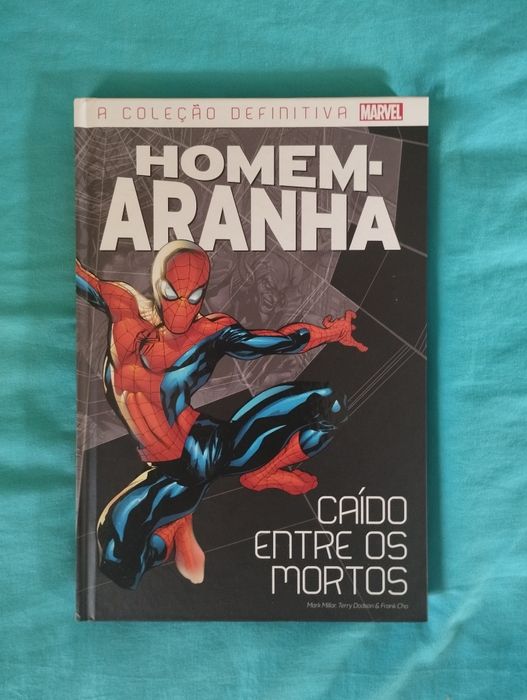 A COLEÇÃO DEFINITIVA MARVEL
HOMEM-
ARANHA
CAÍDO
ENTRE OS
MORTOS
Mark Millar, Terry Dodson & Frank Cho